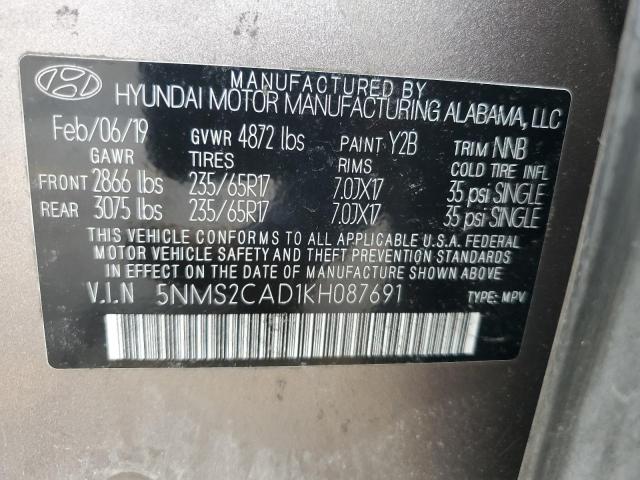 MANUFACTURED BY
HYUNDAI MOTOR MANUFACTURING ALABAMA, LLC
Feb/06/19 GVWR 4872 lbs PAINT Y2B TRIM NNB
GAWR TIRES RIMS COLD TIRE INFL
FRONT 2866 lbs 235/65R17 7.0JX17 35 psi SINGLE
REAR 3075 lbs 235/65R17 7.0JX17 35 psi SINGLE
THIS VEHICLE CONFORMS TO ALL APPLICABLE U.S.A. FEDERAL
MOTOR VEHICLE SAFETY AND THEFT PREVENTION STANDARDS
IN EFFECT ON THE DATE OF MANUFACTURE SHOWN ABOVE.
V.I.N 5NMS2CAD1KH087691 TYPE: MPV